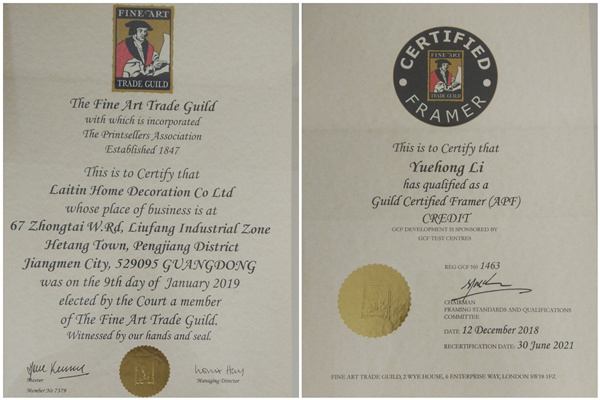 FINE ART
TRADE GUILD
The Fine Art Trade Guild
with which is incorporated
The Printsellers Association
Established 1847
This is to Certify that
Laitin Home Decoration Co Ltd
whose place of business is at
67 Zhongtai W.Rd, Liufang Industrial Zone
Hetang Town, Pengjiang District
Jiangmen City, 529095 GUANGDONG
was on the 9th day of January 2019
elected by the Court a member
of The Fine Art Trade Guild.
Witnessed by our hands and seal.
Master
Member No 7379
Managing Director
CERTIFIED
FINE ART
TRADE GUILD
FRAMER
This is to Certify that
Yuehong Li
has qualified as a
Guild Certified Framer (APF)
CREDIT
GCF DEVELOPMENT IS SPONSORED BY
GCF TEST CENTRES
REG GCF NO 1463
CHAIRMAN
FRAMING STANDARDS AND QUALIFICATIONS
COMMITTEE
DATE: 12 December 2018
RECERTIFICATION DATE: 30 June 2021
FINE ART TRADE GUILD, 2 WYE HOUSE, 6 ENTERPRISE WAY, LONDON SW18 1FZ